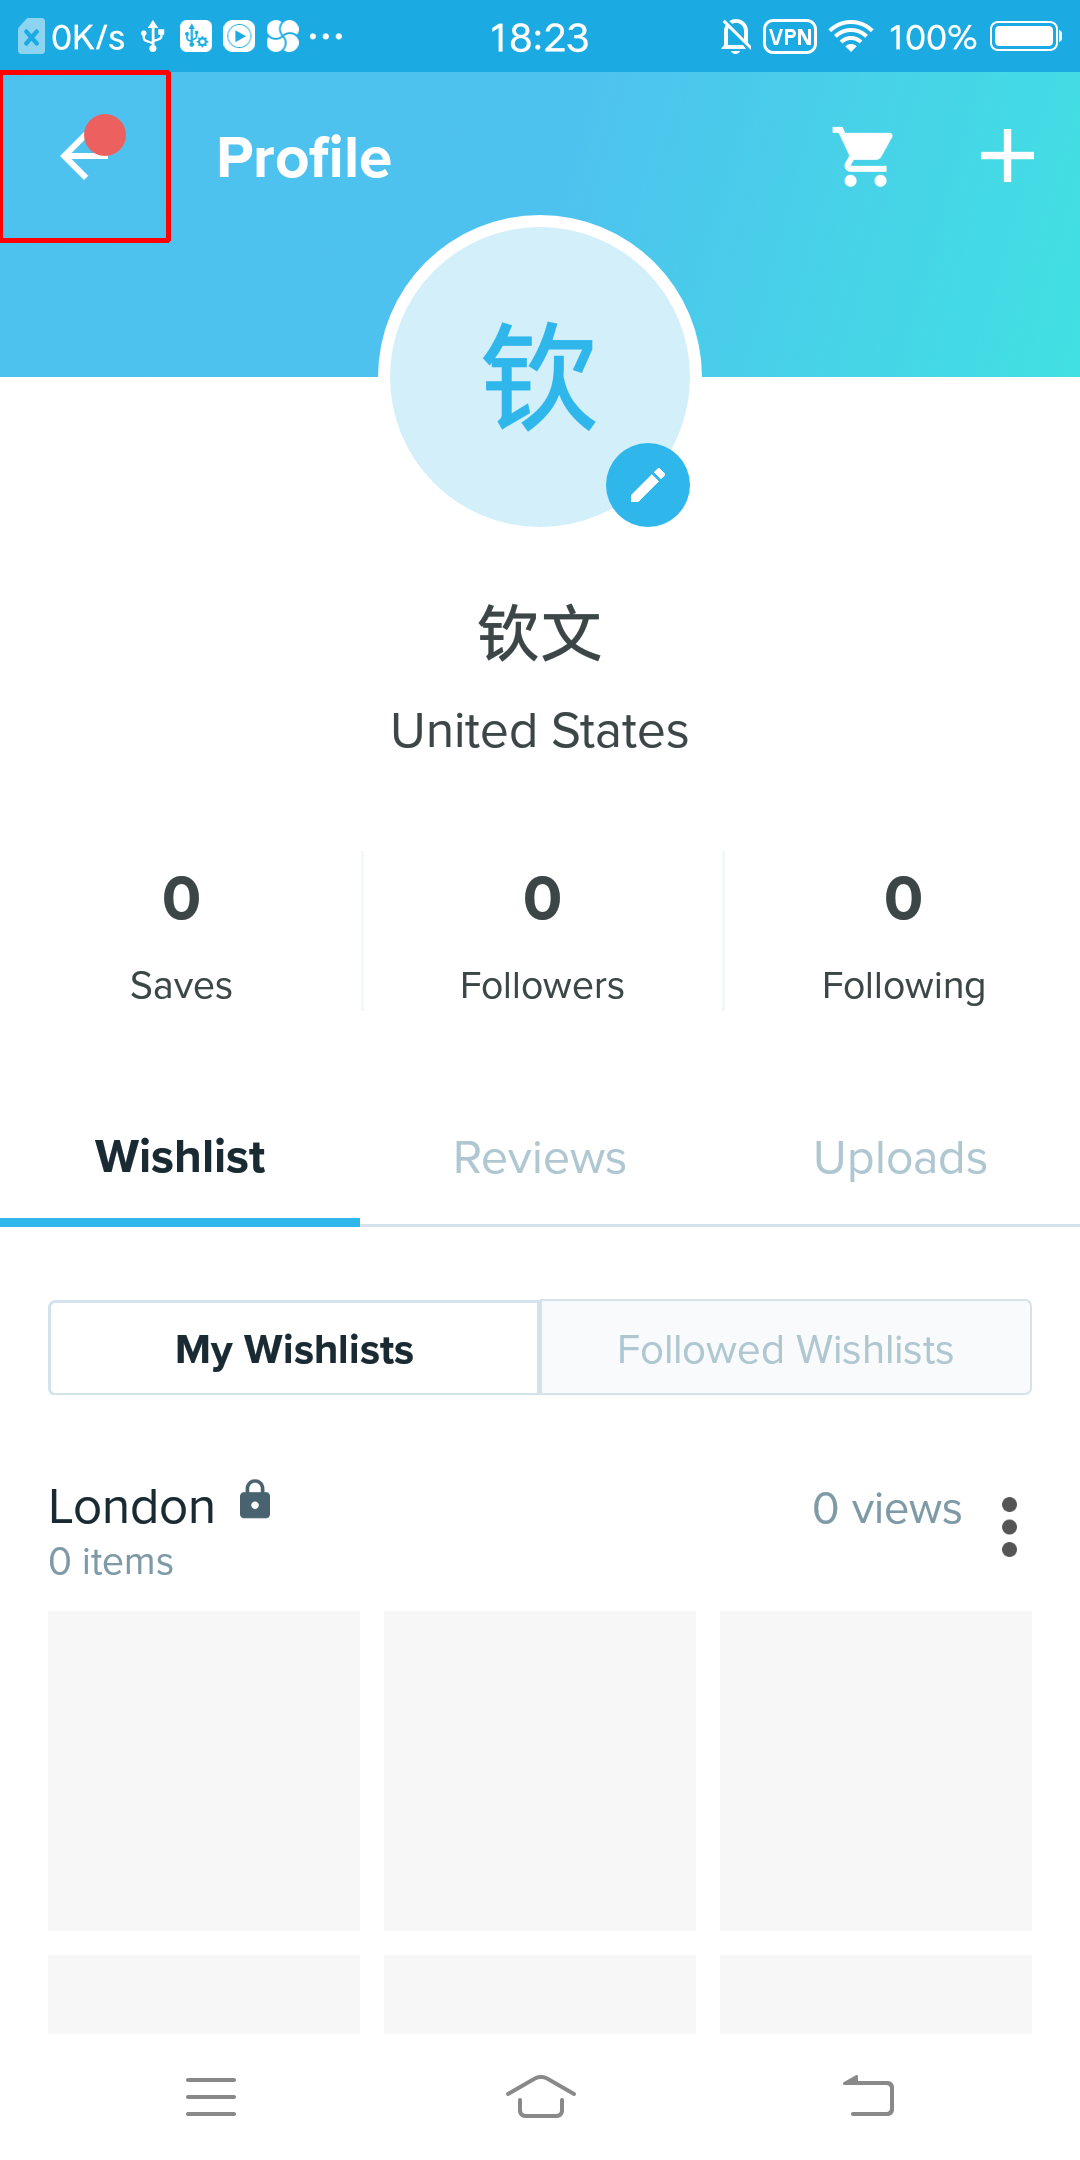 0K/s 18:23 VPN 100%
Profile
钦
钦文
United States
0 0 0
Saves Followers Following
Wishlist Reviews Uploads
My Wishlists Followed Wishlists
London 0 views
0 items